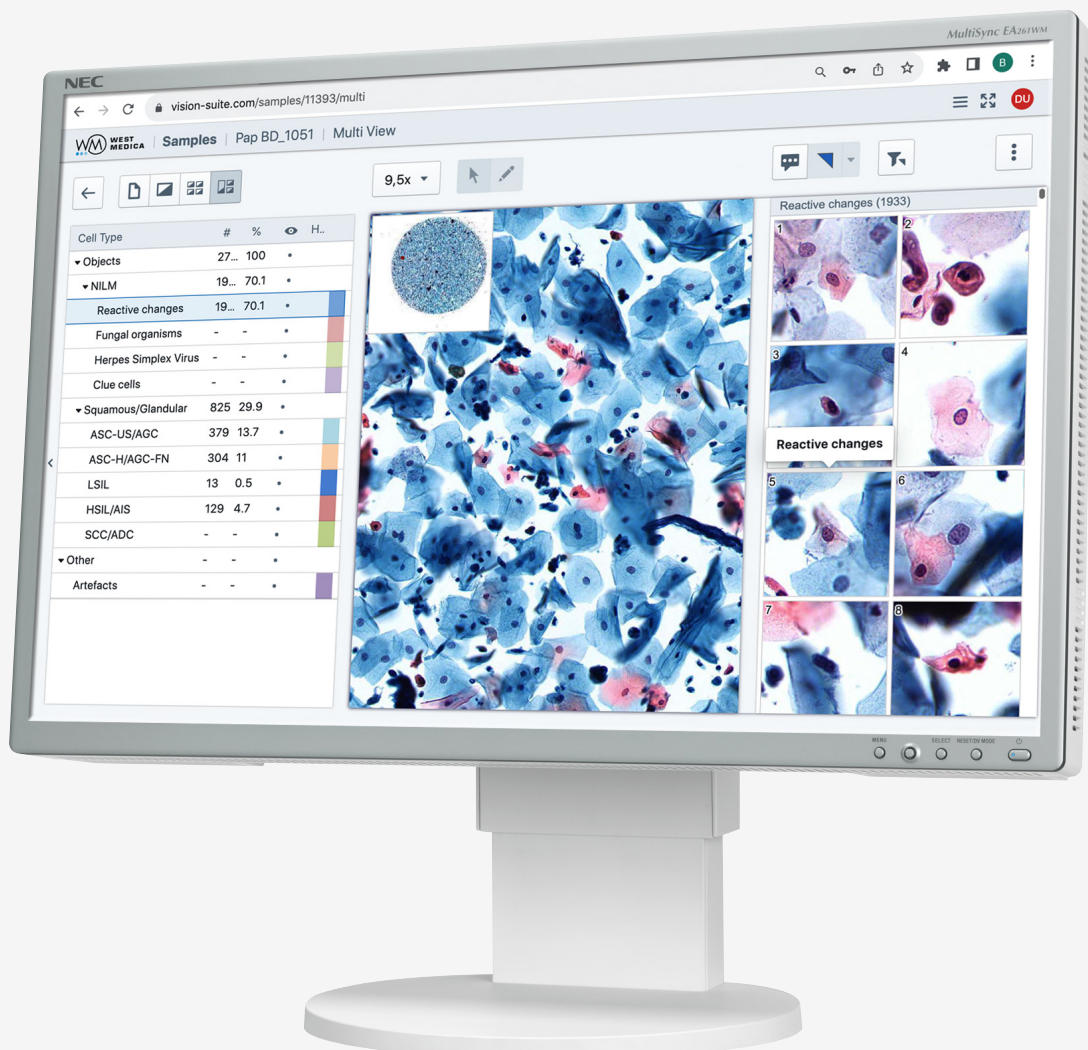 MultiSync EA261WM
NEC
vision-suite.com/samples/11393/multi
B
WM WEST MEDICA
Samples | Pap BD_1051 | Multi View
DU
9,5x
Reactive changes (1933)
Cell Type # % H..
Objects 27... 100
NILM 19... 70.1
Reactive changes 19... 70.1
Fungal organisms - -
Herpes Simplex Virus - -
Clue cells - -
Squamous/Glandular 825 29.9
ASC-US/AGC 379 13.7
ASC-H/AGC-FN 304 11
LSIL 13 0.5
HSIL/AIS 129 4.7
SCC/ADC - -
Other - -
Artefacts - -
1
2
3
4
Reactive changes
5
6
7
8
MENU
SELECT
RESET/DV MODE